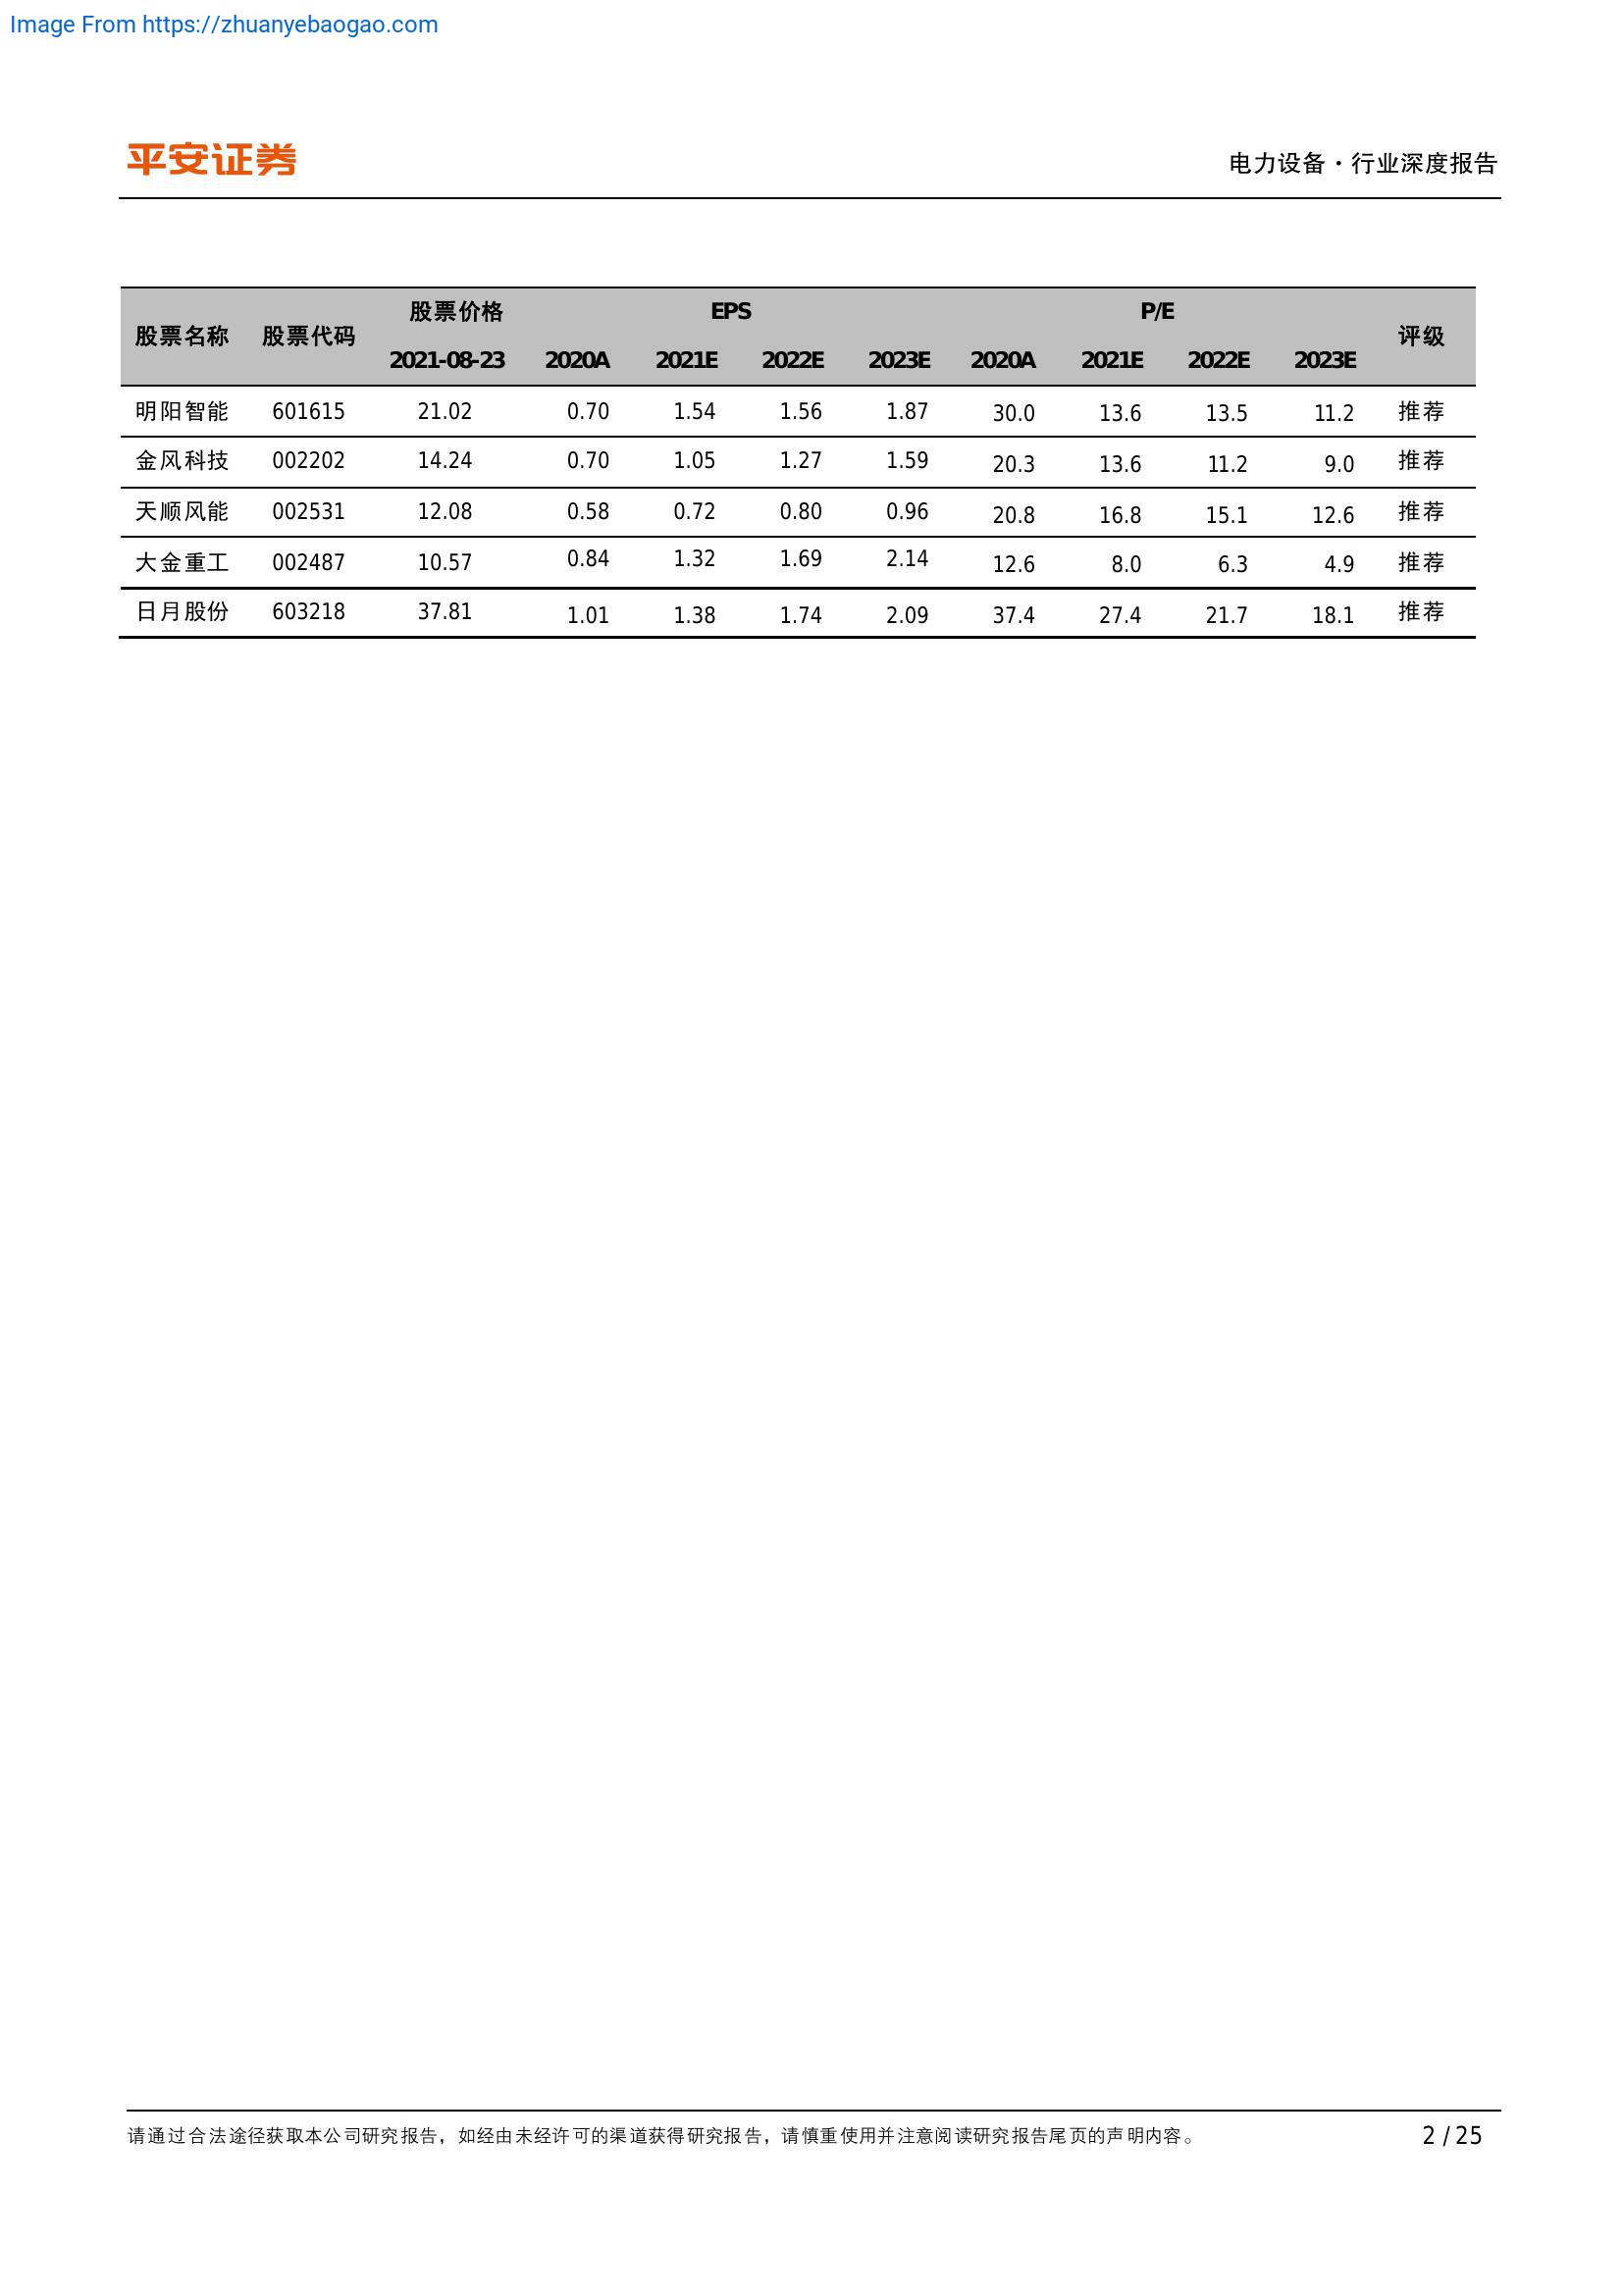 Image From https://zhuanyebaogao.com
平安证券
电力设备·行业深度报告
股票名称 股票代码 股票价格 EPS P/E 评级
2021-08-23 2020A 2021E 2022E 2023E 2020A 2021E 2022E 2023E
明阳智能 601615 21.02 0.70 1.54 1.56 1.87 30.0 13.6 13.5 11.2 推荐
金风科技 002202 14.24 0.70 1.05 1.27 1.59 20.3 13.6 11.2 9.0 推荐
天顺风能 002531 12.08 0.58 0.72 0.80 0.96 20.8 16.8 15.1 12.6 推荐
大金重工 002487 10.57 0.84 1.32 1.69 2.14 12.6 8.0 6.3 4.9 推荐
日月股份 603218 37.81 1.01 1.38 1.74 2.09 37.4 27.4 21.7 18.1 推荐
请通过合法途径获取本公司研究报告，如经由未经许可的渠道获得研究报告，请慎重使用并注意阅读研究报告尾页的声明内容。 2 / 25